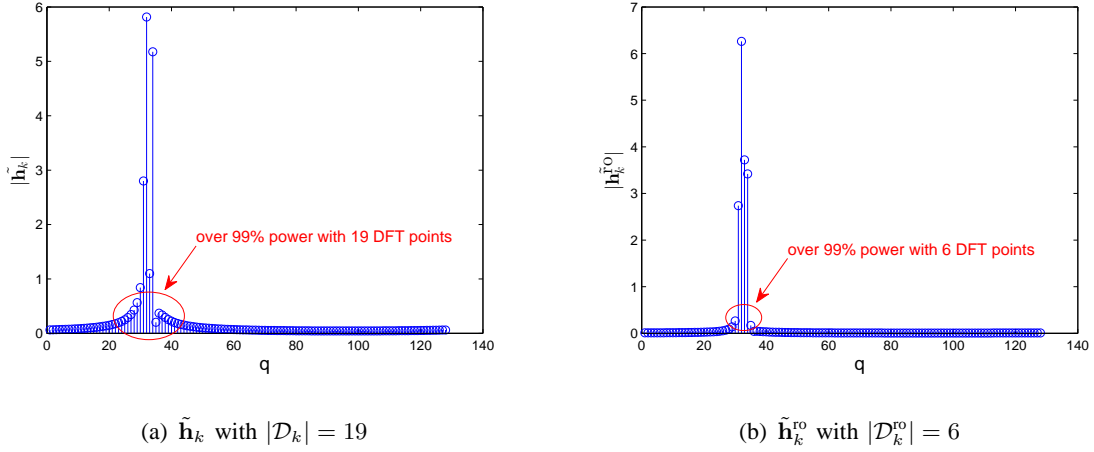 6
5
4
3
2
1
0
0 20 40 60 80 100 120 140
|h̃_k|
q
over 99% power with 19 DFT points
(a) h̃_k with |𝒟_k| = 19
7
6
5
4
3
2
1
0
0 20 40 60 80 100 120 140
|h̃_k^ro|
q
over 99% power with 6 DFT points
(b) h̃_k^ro with |𝒟_k^ro| = 6